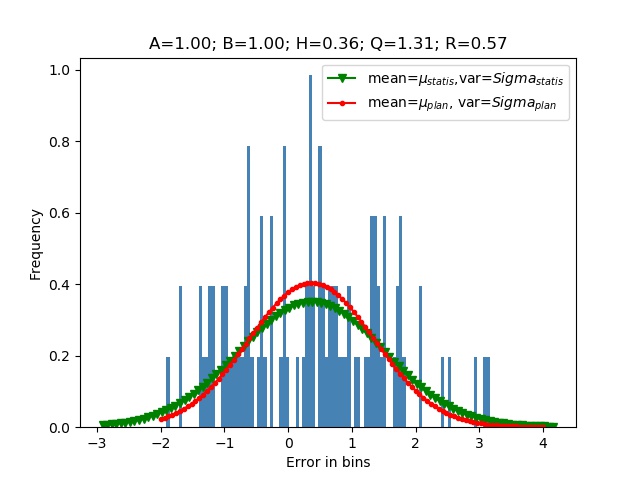 A=1.00; B=1.00; H=0.36; Q=1.31; R=0.57
mean=μstatis,var=Sigmastatis
mean=μplan, var=Sigmaplan
1.0
0.8
0.6
0.4
0.2
0.0
Frequency
−3 −2 −1 0 1 2 3 4
Error in bins